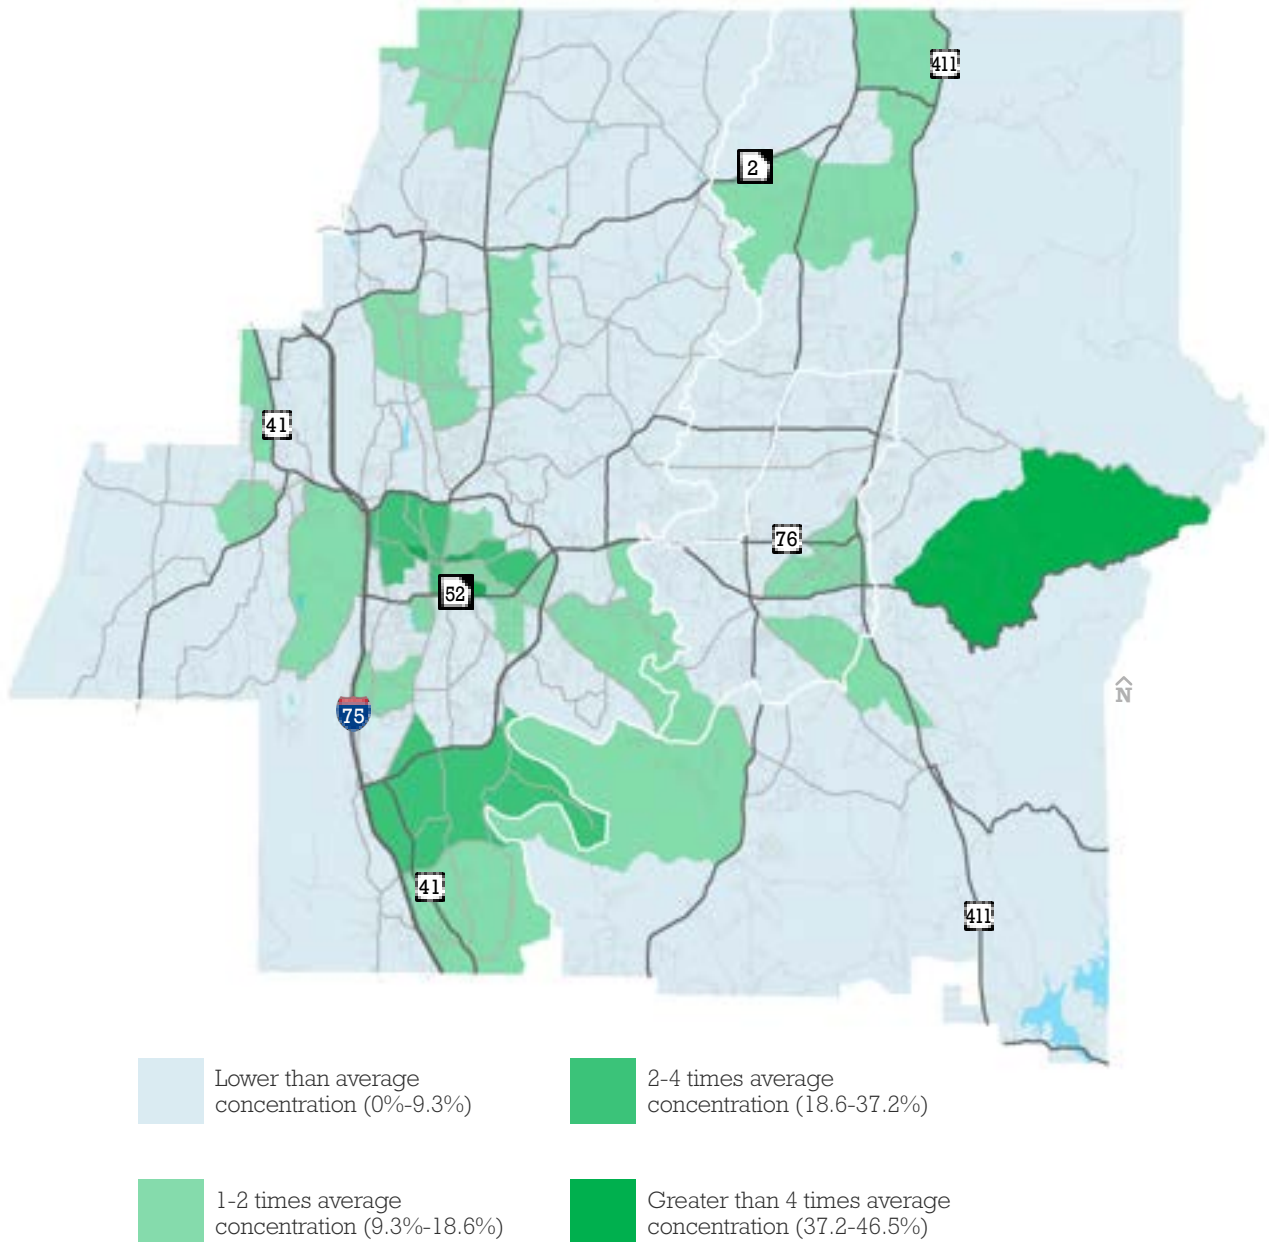 411
2
41
76
52
N
75
41
411
Lower than average
concentration (0%-9.3%)
2-4 times average
concentration (18.6-37.2%)
1-2 times average
concentration (9.3%-18.6%)
Greater than 4 times average
concentration (37.2-46.5%)